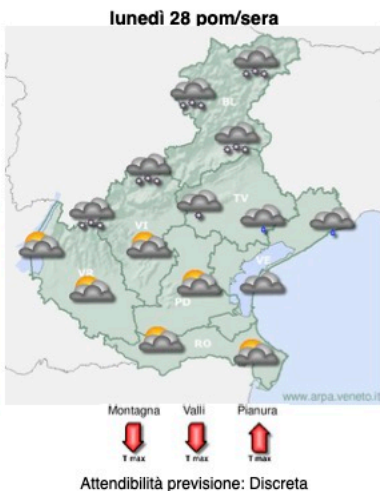 lunedì 28 pom/sera
BL
TV
VI
VE
VR
PD
RO
www.arpa.veneto.it
Montagna Valli Pianura
T max T max T max
Attendibilità previsione: Discreta